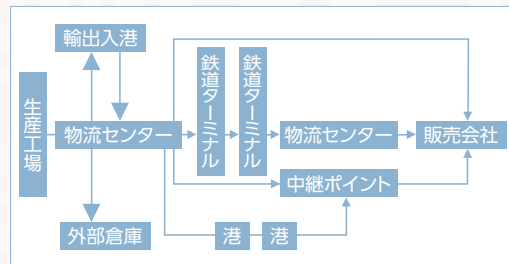 輸出入港
生産工場
物流センター
外部倉庫
鉄道ターミナル
鉄道ターミナル
物流センター
販売会社
中継ポイント
港
港